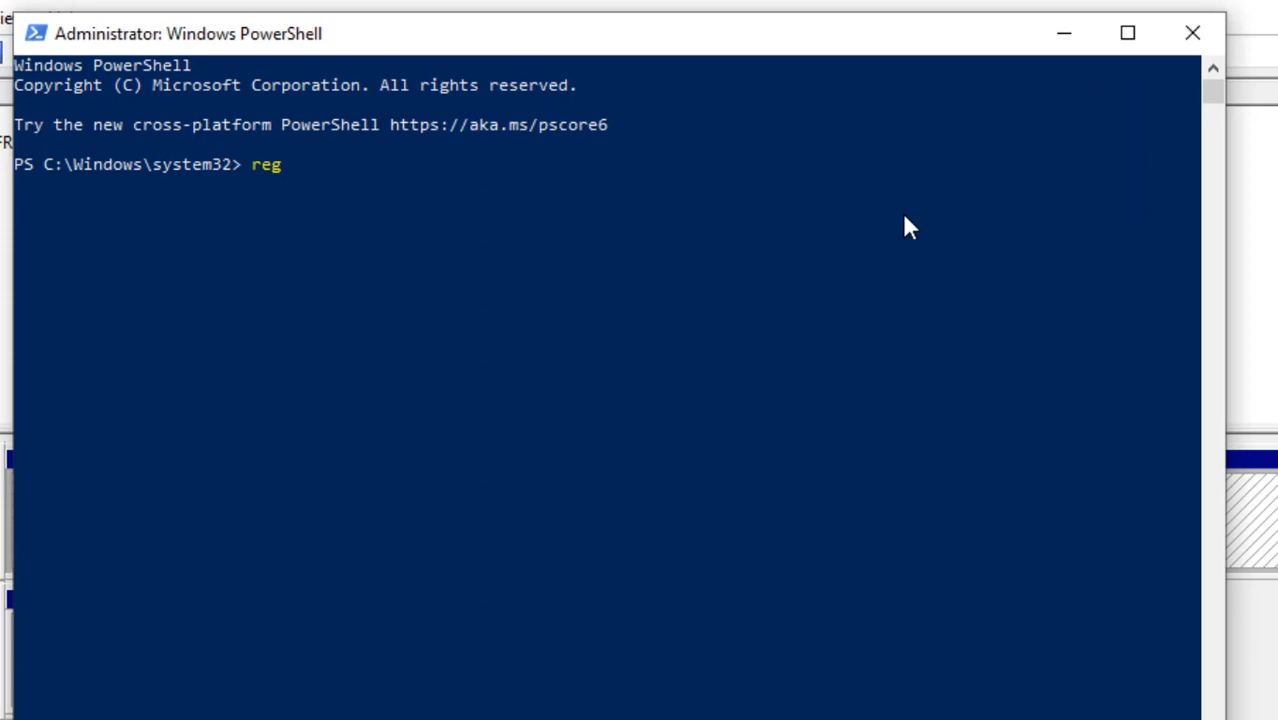 Administrator: Windows PowerShell
Windows PowerShell
Copyright (C) Microsoft Corporation. All rights reserved.
Try the new cross-platform PowerShell https://aka.ms/pscore6
PS C:\Windows\system32> reg